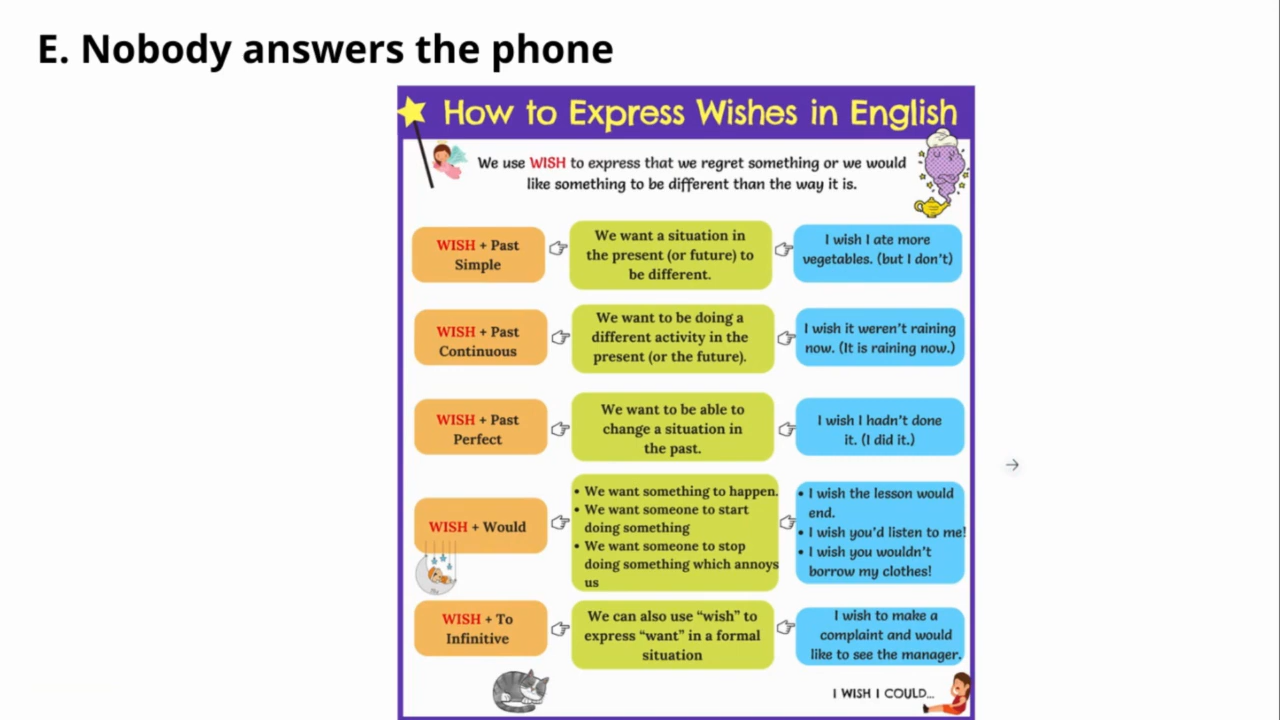 E. Nobody answers the phone
How to Express Wishes in English
We use WISH to express that we regret something or we would
like something to be different than the way it is.
WISH + Past
Simple
We want a situation in
the present (or future) to
be different.
I wish I ate more
vegetables. (but I don't)
WISH + Past
Continuous
We want to be doing a
different activity in the
present (or the future).
I wish it weren't raining
now. (It is raining now.)
WISH + Past
Perfect
We want to be able to
change a situation in
the past.
I wish I hadn't done
it. (I did it.)
WISH + Would
• We want something to happen.
• We want someone to start
doing something
• We want someone to stop
doing something which annoys
us
• I wish the lesson would
end.
• I wish you'd listen to me!
• I wish you wouldn't
borrow my clothes!
WISH + To
Infinitive
We can also use "wish" to
express "want" in a formal
situation
I wish to make a
complaint and would
like to see the manager.
I WISH I COULD...